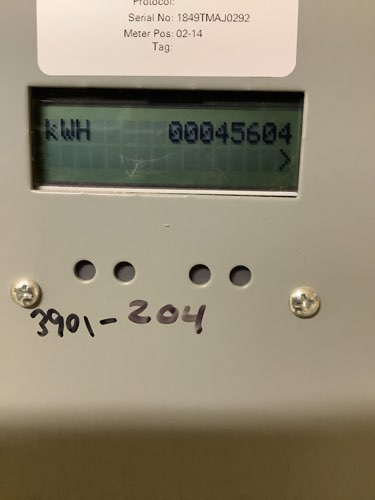 Protocol:
Serial No: 1849TMAJ0292
Meter Pos: 02-14
Tag:
kWH 00045604
>
3901-204